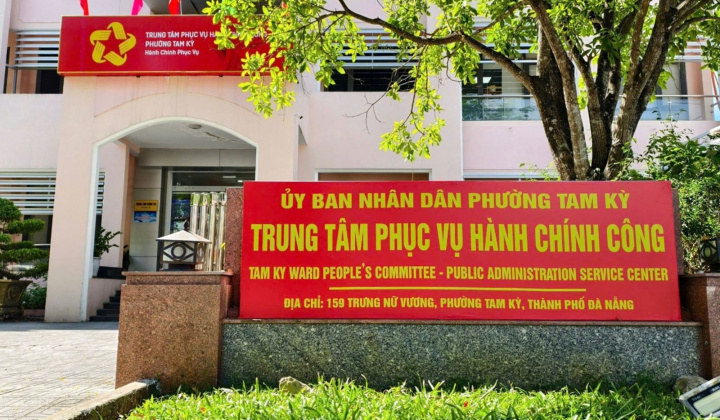 TRUNG TÂM PHỤC VỤ HÀNH CHÍNH CÔNG
PHƯỜNG TAM KỲ
Hành Chính Phục Vụ
ỦY BAN NHÂN DÂN PHƯỜNG TAM KỲ
TRUNG TÂM PHỤC VỤ HÀNH CHÍNH CÔNG
TAM KY WARD PEOPLE'S COMMITTEE - PUBLIC ADMINISTRATION SERVICE CENTER
ĐỊA CHỈ: 159 TRƯNG NỮ VƯƠNG, PHƯỜNG TAM KỲ, THÀNH PHỐ ĐÀ NẴNG